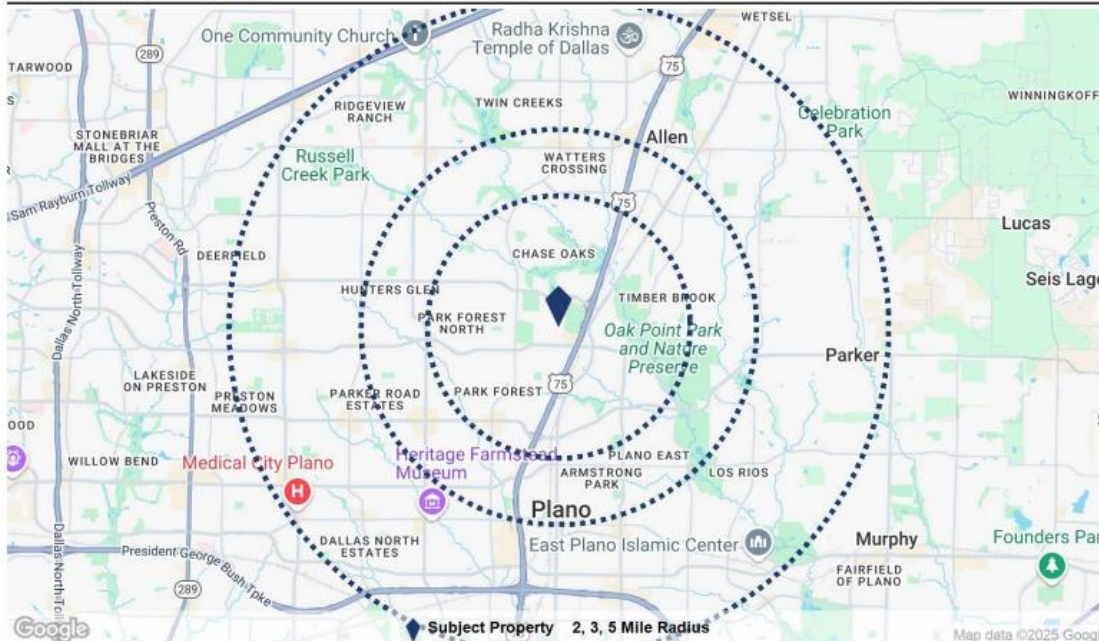 WETSEL
One Community Church
Radha Krishna
Temple of Dallas
289
TARWOOD
75
RIDGEVIEW
RANCH
TWIN CREEKS
WINNINGKOFF
Celebration
Park
STONEBRIAR
MALL AT THE
BRIDGES
Allen
Russell
Creek Park
WATTERS
CROSSING
Sam Rayburn Tollway
75
Preston Rd
Lucas
DEERFIELD
CHASE OAKS
Dallas North Tollway
Seis Lago
HUNTERS GLEN
TIMBER BROOK
PARK FOREST
NORTH
Oak Point Park
and Nature
Preserve
Parker
LAKESIDE
ON PRESTON
PRESTON
MEADOWS
PARKER ROAD
ESTATES
PARK FOREST
75
OOD
WILLOW BEND
Medical City Plano
H
Heritage Farmstead
Museum
PLANO EAST
ARMSTRONG
PARK
LOS RIOS
Plano
DALLAS NORTH
ESTATES
East Plano Islamic Center
Murphy
Founders Par
President George Bush Tpke
FAIRFIELD
OF PLANO
289
Dallas North Toll
Google
Subject Property 2, 3, 5 Mile Radius
Map data ©2025 Google